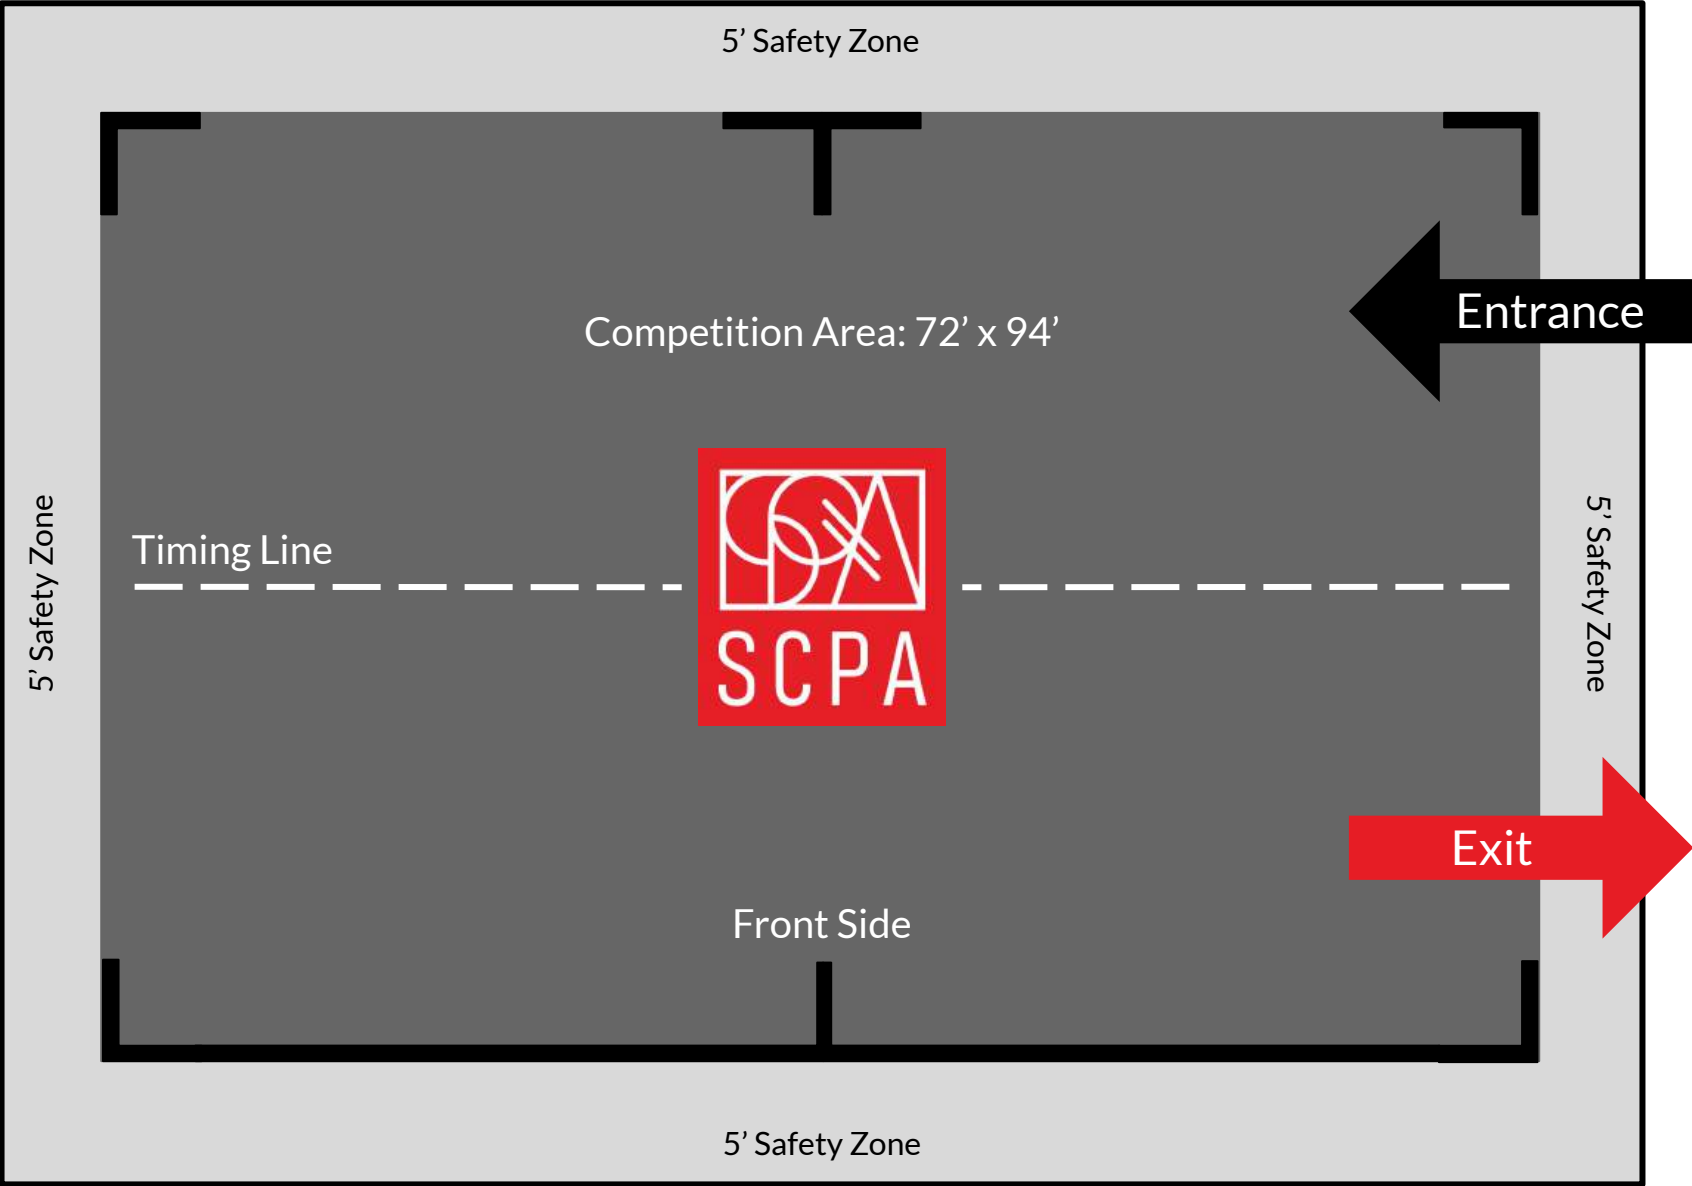 5’ Safety Zone
Competition Area: 72’ x 94’
Entrance
Timing Line
SCPA
5’ Safety Zone
5’ Safety Zone
Exit
Front Side
5’ Safety Zone